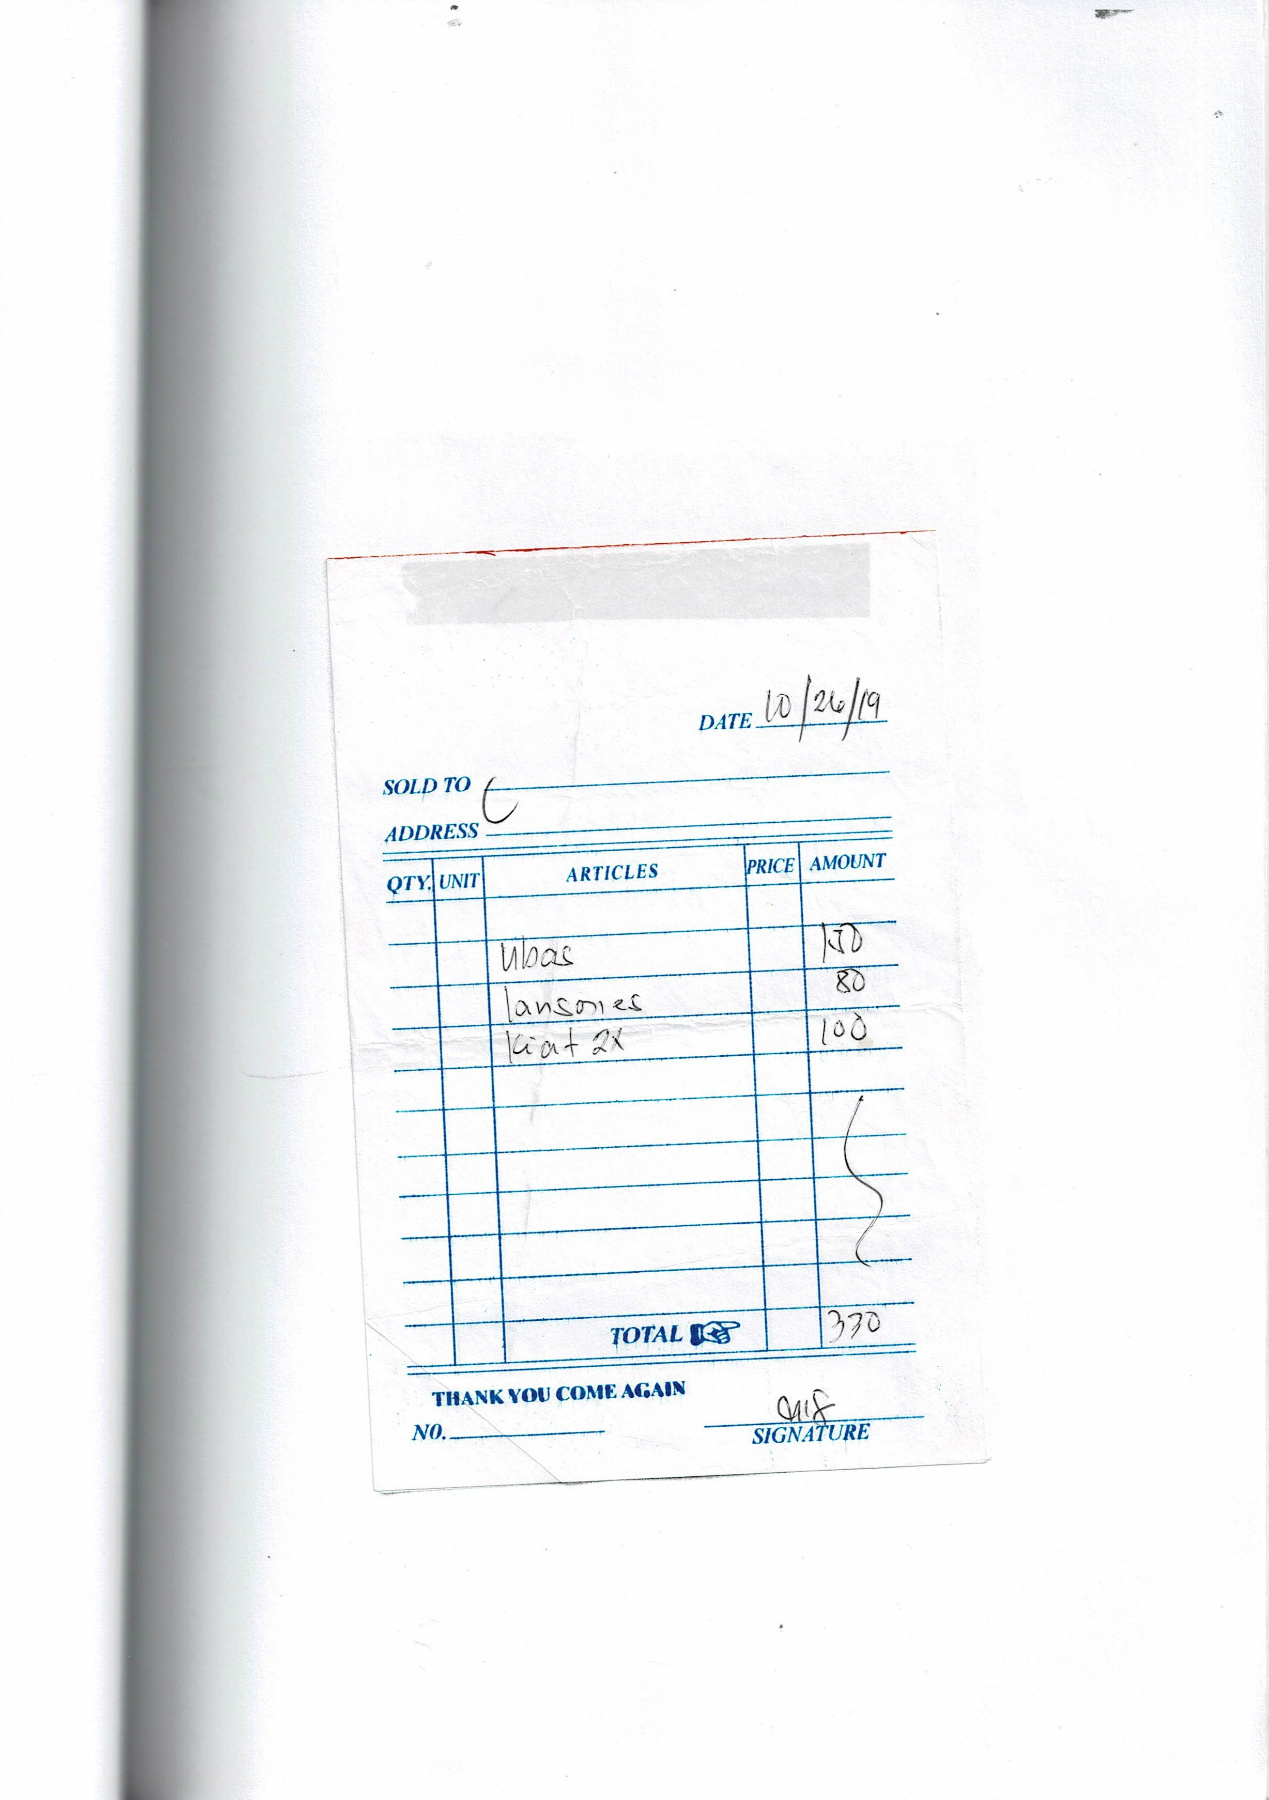 DATE 10/26/19
SOLD TO
ADDRESS
QTY. UNIT ARTICLES PRICE AMOUNT
Ubas 150
lansones 80
kiat 2x 100
TOTAL 330
THANK YOU COME AGAIN
NO.
SIGNATURE